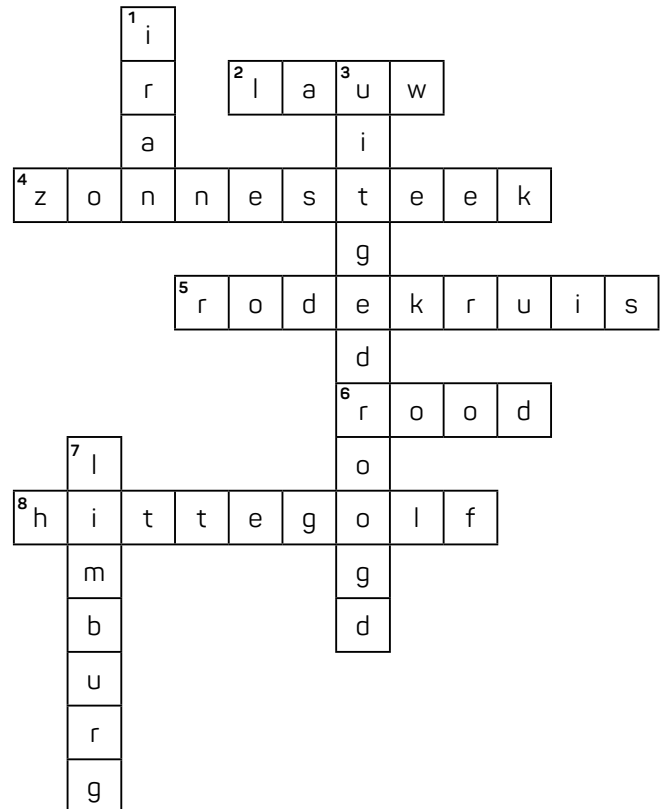 1 i
r 2 l a 3 u w
a i
4 z o n n e s t e e k
g
5 r o d e k r u i s
d
6 r o o d
7 l o
8 h i t t e g o l f
m g
b d
u
r
g